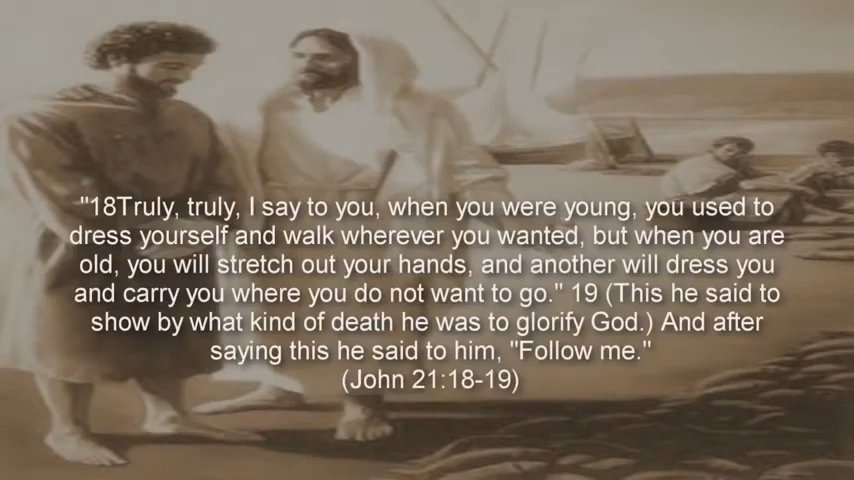 "18Truly, truly, I say to you, when you were young, you used to
dress yourself and walk wherever you wanted, but when you are
old, you will stretch out your hands, and another will dress you
and carry you where you do not want to go." 19 (This he said to
show by what kind of death he was to glorify God.) And after
saying this he said to him, "Follow me."
(John 21:18-19)